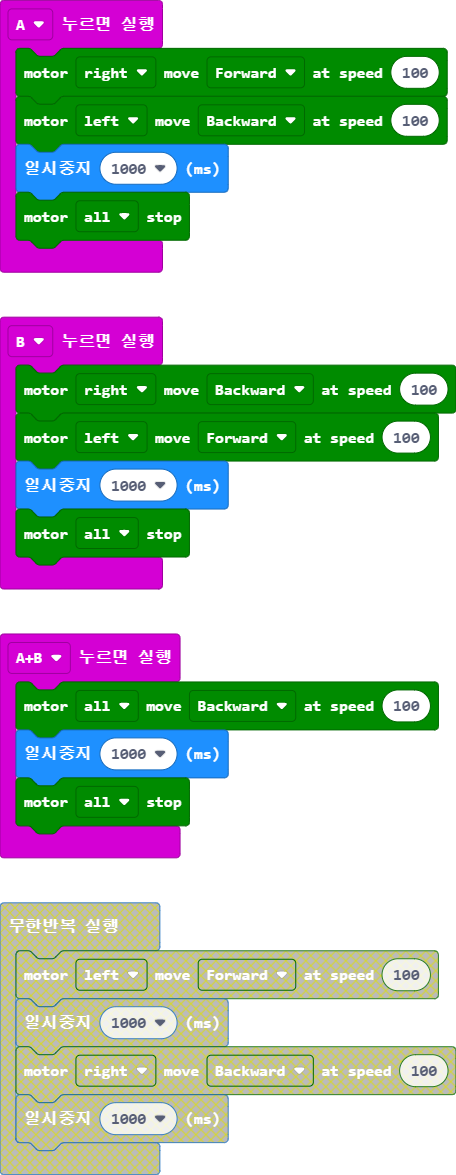 A 누르면 실행
motor right move Forward at speed 100
motor left move Backward at speed 100
일시중지 1000 (ms)
motor all stop
B 누르면 실행
motor right move Backward at speed 100
motor left move Forward at speed 100
일시중지 1000 (ms)
motor all stop
A+B 누르면 실행
motor all move Backward at speed 100
일시중지 1000 (ms)
motor all stop
무한반복 실행
motor left move Forward at speed 100
일시중지 1000 (ms)
motor right move Backward at speed 100
일시중지 1000 (ms)